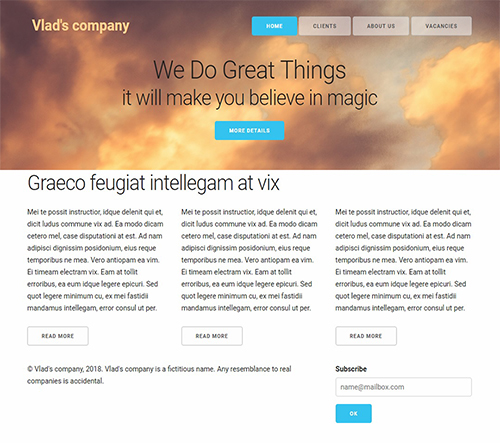 Vlad's company
HOME CLIENTS ABOUT US VACANCIES
We Do Great Things
it will make you believe in magic
MORE DETAILS
Graeco feugiat intellegam at vix
Mei te possit instructior, idque delenit qui et,
dicit ludus commune vix ad. Ea modo dicam
cetero mel, case disputationi at est. Ad nam
adipisci dignissim posidonium, eius reque
temporibus ne mea. Vero antiopam ea vim.
Ei timeam electram vix. Eam at tollit
erroribus, ea eum idque legere epicuri. Sed
quot legere minimum cu, ex mei fastidii
mandamus intellegam, error consul ut per.
READ MORE
Mei te possit instructior, idque delenit qui et,
dicit ludus commune vix ad. Ea modo dicam
cetero mel, case disputationi at est. Ad nam
adipisci dignissim posidonium, eius reque
temporibus ne mea. Vero antiopam ea vim.
Ei timeam electram vix. Eam at tollit
erroribus, ea eum idque legere epicuri. Sed
quot legere minimum cu, ex mei fastidii
mandamus intellegam, error consul ut per.
READ MORE
Mei te possit instructior, idque delenit qui et,
dicit ludus commune vix ad. Ea modo dicam
cetero mel, case disputationi at est. Ad nam
adipisci dignissim posidonium, eius reque
temporibus ne mea. Vero antiopam ea vim.
Ei timeam electram vix. Eam at tollit
erroribus, ea eum idque legere epicuri. Sed
quot legere minimum cu, ex mei fastidii
mandamus intellegam, error consul ut per.
READ MORE
© Vlad's company, 2018. Vlad's company is a fictitious name. Any resemblance to real
companies is accidental.
Subscribe
name@mailbox.com
OK